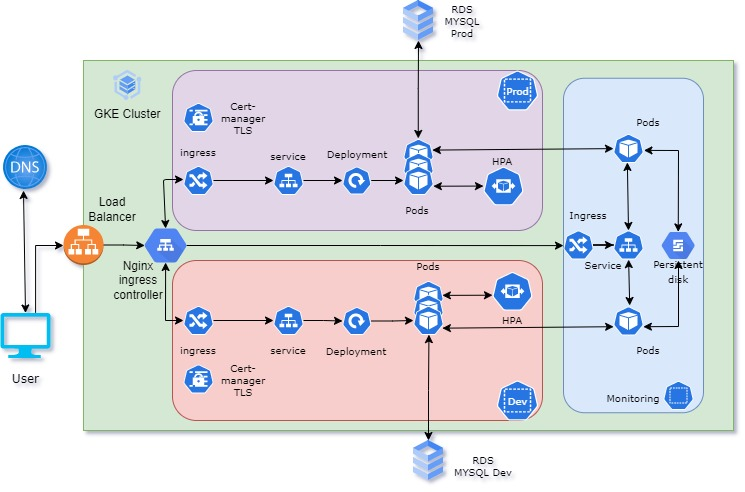 RDS
MYSQL
Prod
GKE Cluster
Cert-
manager
TLS
Prod
ingress
service
Deployment
HPA
Pods
Pods
DNS
Load
Balancer
Nginx
ingress
controller
Ingress
Service
Persistent
disk
Pods
ingress
service
Deployment
HPA
Pods
Cert-
manager
TLS
Dev
Monitoring
User
RDS
MYSQL Dev